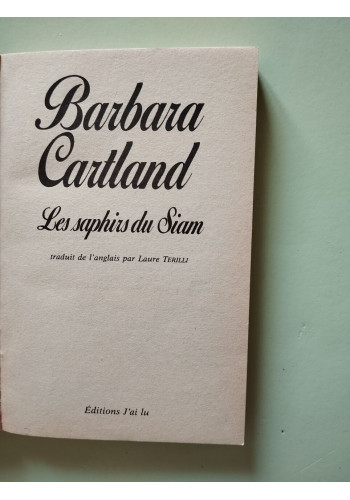 Barbara
Cartland
Les saphirs du Siam
traduit de l'anglais par Laure TERILLI
Éditions J'ai lu